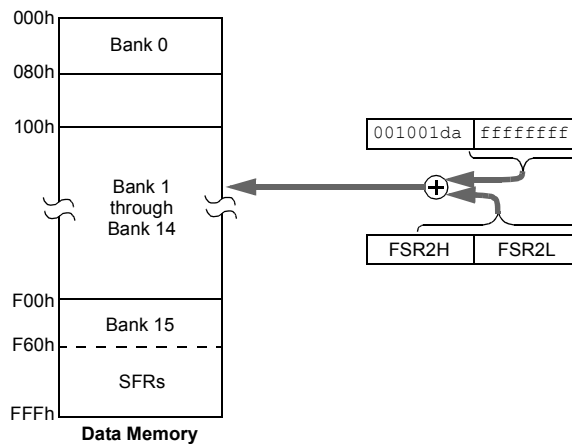 000h
Bank 0
080h
100h
Bank 1
through
Bank 14
F00h
Bank 15
F60h
SFRs
FFFh
Data Memory
001001da ffffffff
FSR2H FSR2L